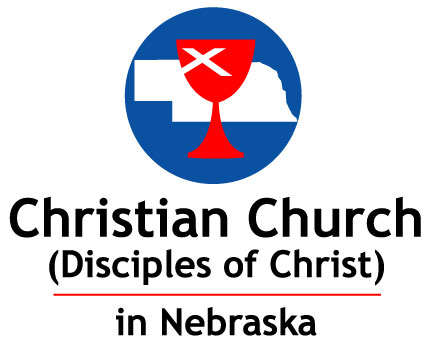 Christian Church
(Disciples of Christ)
in Nebraska